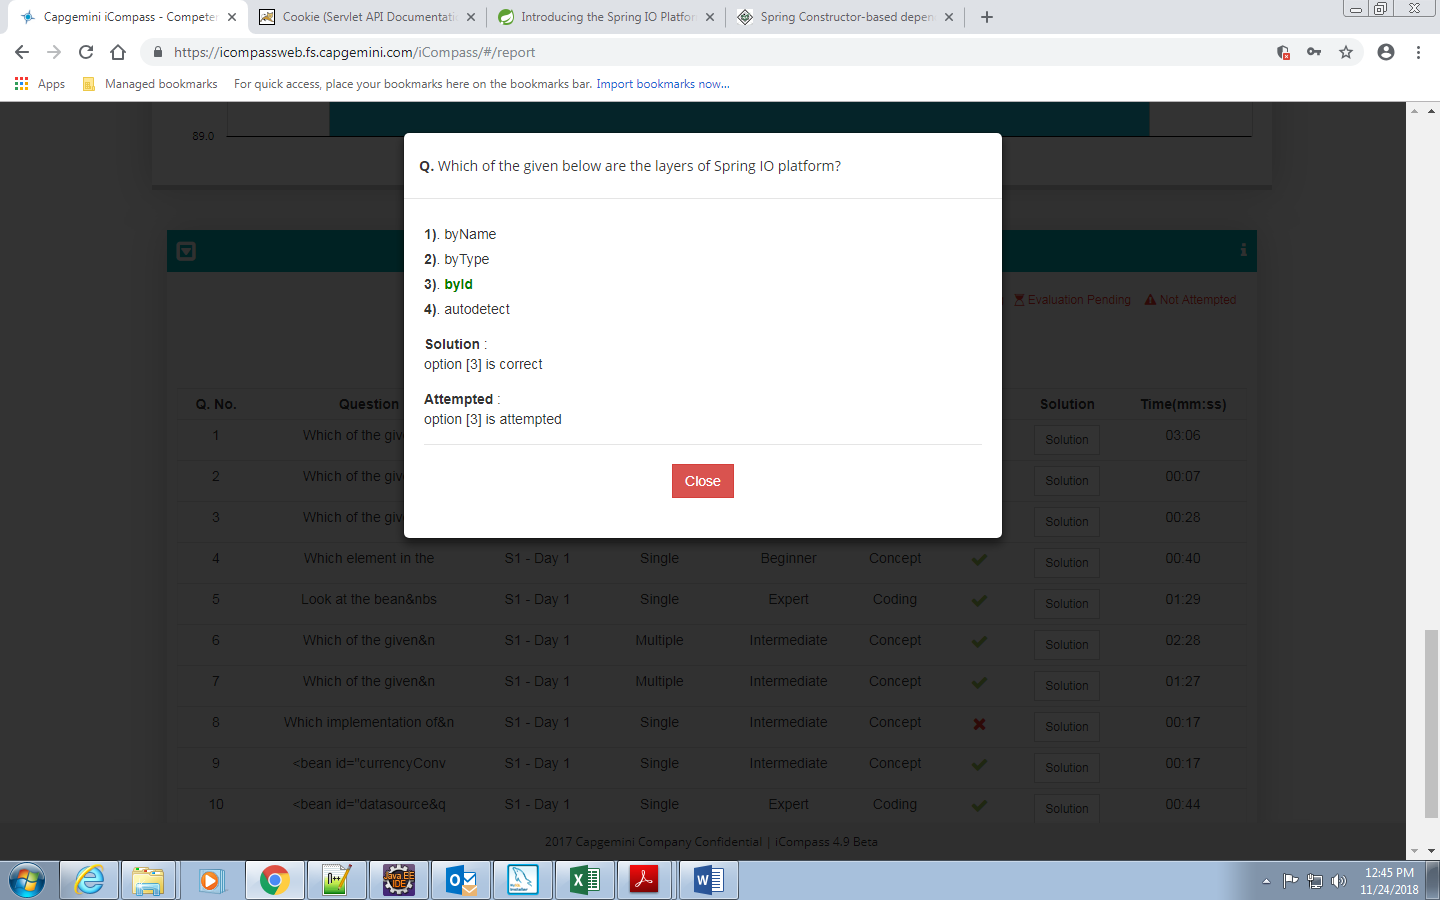 Capgemini iCompass - Competer
Cookie (Servlet API Documentati
Introducing the Spring IO Platfor
Spring Constructor-based depen
https://icompassweb.fs.capgemini.com/iCompass/#/report
Apps Managed bookmarks For quick access, place your bookmarks here on the bookmarks bar. Import bookmarks now...
89.0
Q. Which of the given below are the layers of Spring IO platform?
1). byName
2). byType
3). byId
4). autodetect
Solution :
option [3] is correct
Attempted :
option [3] is attempted
Close
Evaluation Pending Not Attempted
Q. No. Question Solution Time(mm:ss)
1 Which of the giv Solution 03:06
2 Which of the giv Solution 00:07
3 Which of the giv Solution 00:28
4 Which element in the S1 - Day 1 Single Beginner Concept Solution 00:40
5 Look at the bean&nbs S1 - Day 1 Single Expert Coding Solution 01:29
6 Which of the given&n S1 - Day 1 Multiple Intermediate Concept Solution 02:28
7 Which of the given&n S1 - Day 1 Multiple Intermediate Concept Solution 01:27
8 Which implementation of&n S1 - Day 1 Single Intermediate Concept Solution 00:17
9 <bean id="currencyConv S1 - Day 1 Single Intermediate Concept Solution 00:17
10 <bean id="datasource&q S1 - Day 1 Single Expert Coding Solution 00:44
2017 Capgemini Company Confidential | iCompass 4.9 Beta
Java EE
IDE
12:45 PM
11/24/2018